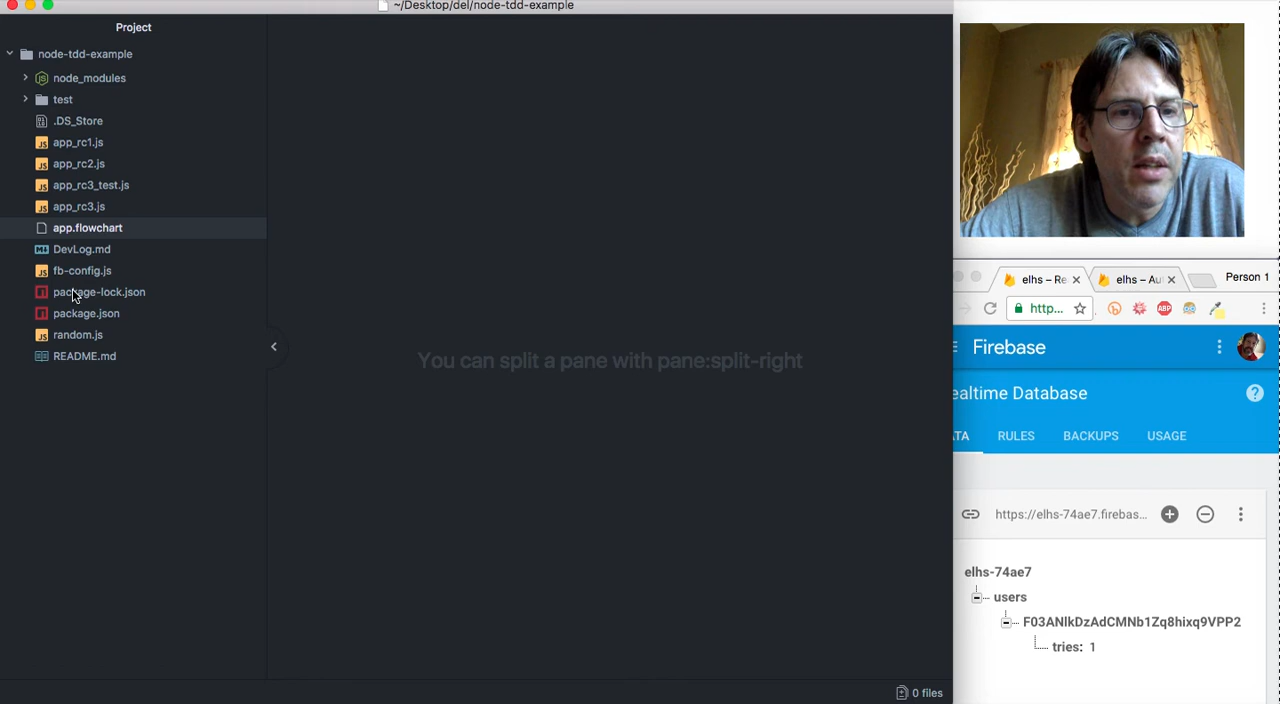 ~/Desktop/del/node-tdd-example
Project
node-tdd-example
node_modules
test
.DS_Store
app_rc1.js
app_rc2.js
app_rc3_test.js
app_rc3.js
app.flowchart
DevLog.md
fb-config.js
package-lock.json
package.json
random.js
README.md
You can split a pane with pane:split-right
0 files
elhs – Re
elhs – Au
Person 1
http...
ABP
Firebase
ealtime Database
ATA RULES BACKUPS USAGE
https://elhs-74ae7.firebas...
elhs-74ae7
users
F03ANlkDzAdCMNb1Zq8hixq9VPP2
tries: 1